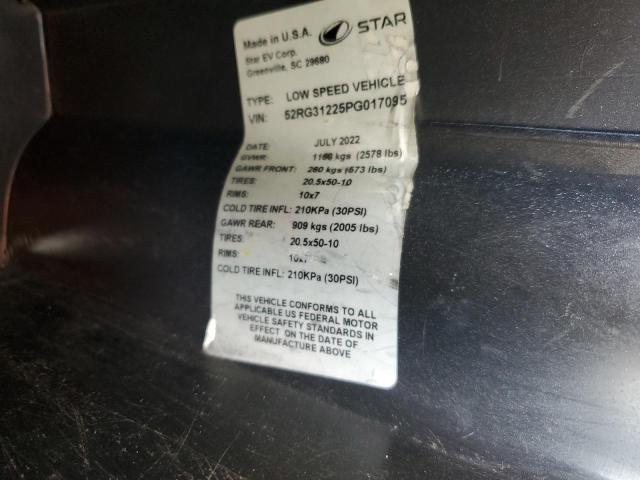 Made in U.S.A.
STAR
Star EV Corp.
Greenville, SC 29690
TYPE: LOW SPEED VEHICLE
VIN: 52RG31225PG017095
DATE: JULY 2022
GVWR: kgs (2578 lbs)
GAWR FRONT: 260 kgs (573 lbs)
TIRES: 20.5x50-10
RIMS: 10x7
COLD TIRE INFL: 210KPa (30PSI)
GAWR REAR: 909 kgs (2005 lbs)
TIRES: 20.5x50-10
RIMS: 10x7
COLD TIRE INFL: 210KPa (30PSI)
THIS VEHICLE CONFORMS TO ALL
APPLICABLE US FEDERAL MOTOR
VEHICLE SAFETY STANDARDS IN
EFFECT ON THE DATE OF
MANUFACTURE ABOVE